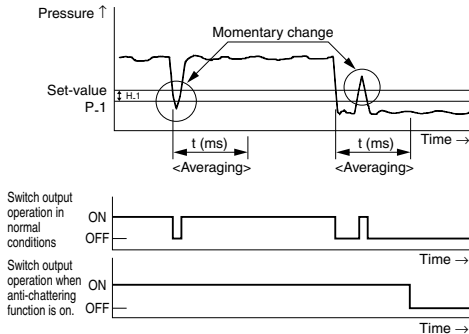 Pressure ↑
Momentary change
Set-value
H_1
P_1
t (ms)
t (ms)
Time →
<Averaging>
<Averaging>
Switch output
operation in
normal
conditions
ON
OFF
Time →
Switch output
operation when
anti-chattering
function is on.
ON
OFF
Time →